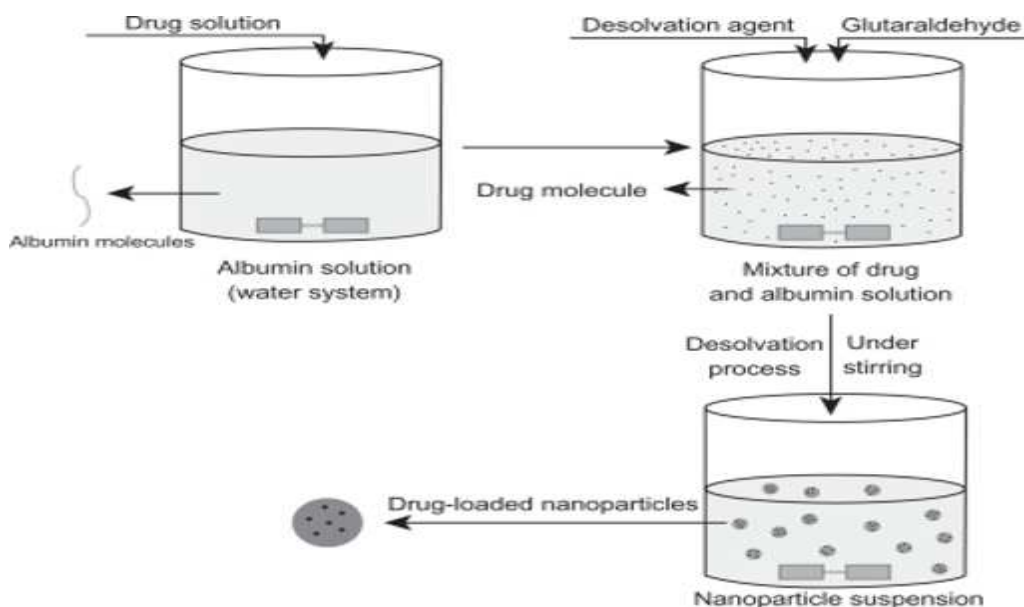 Drug solution
Albumin molecules
Albumin solution
(water system)
Desolvation agent
Glutaraldehyde
Drug molecule
Mixture of drug
and albumin solution
Desolvation
process
Under
stirring
Drug-loaded nanoparticles
Nanoparticle suspension